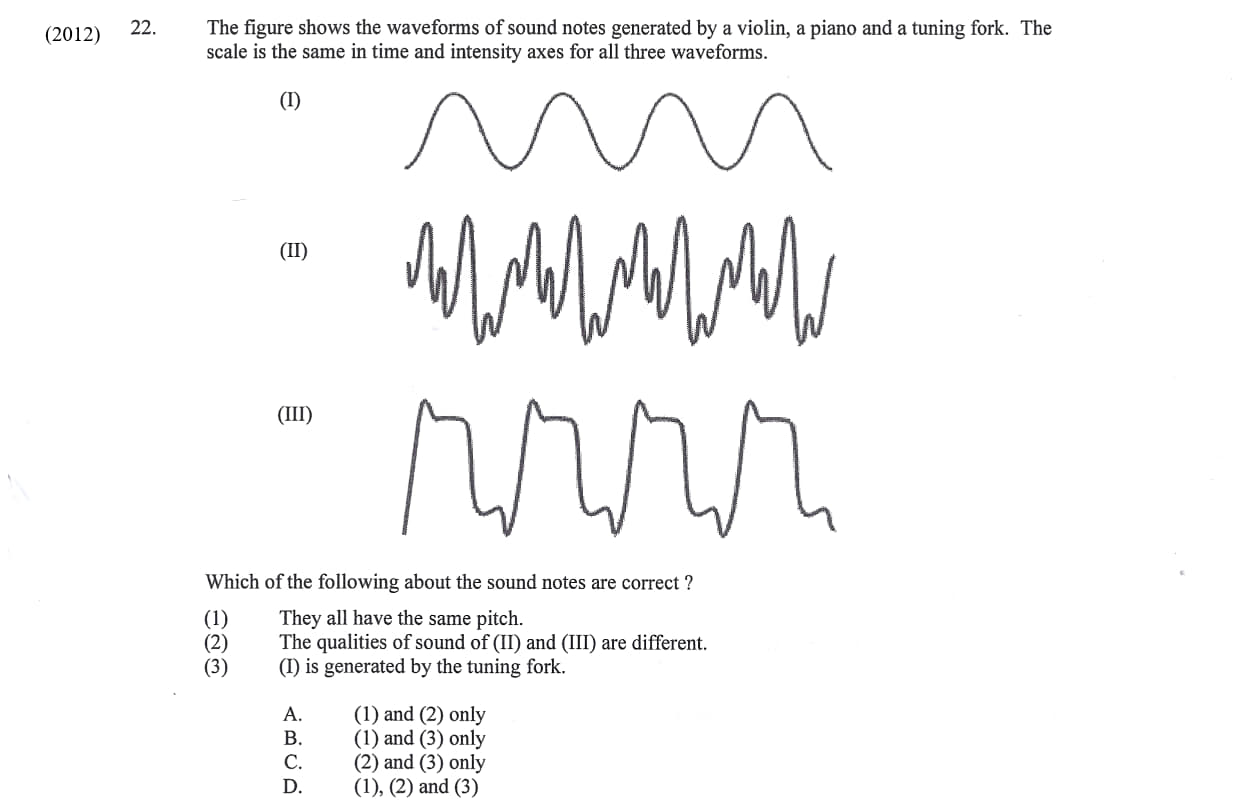 (2012) 22. The figure shows the waveforms of sound notes generated by a violin, a piano and a tuning fork. The
scale is the same in time and intensity axes for all three waveforms.
(I)
(II)
(III)
Which of the following about the sound notes are correct ?
(1) They all have the same pitch.
(2) The qualities of sound of (II) and (III) are different.
(3) (I) is generated by the tuning fork.
A. (1) and (2) only
B. (1) and (3) only
C. (2) and (3) only
D. (1), (2) and (3)